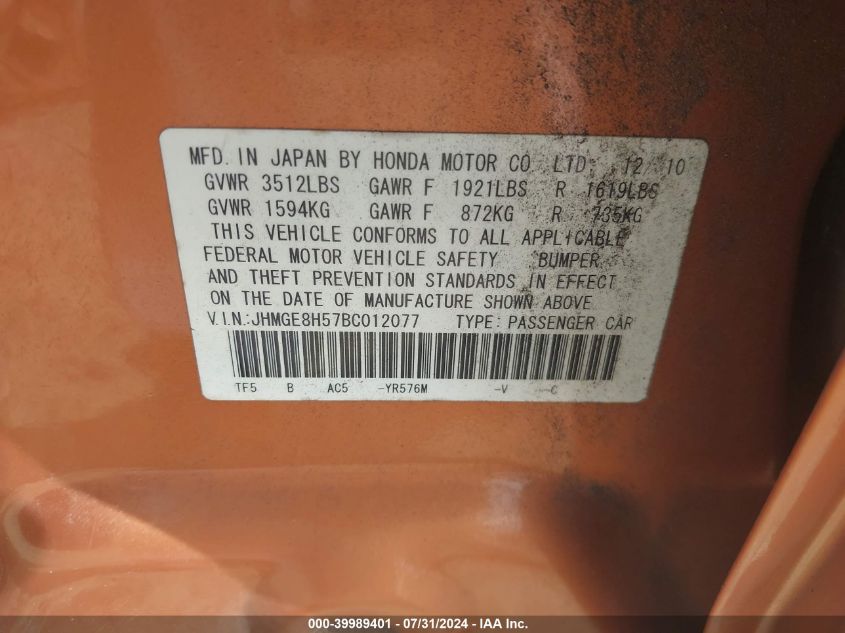 MFD. IN JAPAN BY HONDA MOTOR CO. LTD. 12 10
GVWR 3512LBS GAWR F 1921LBS R 1619LBS
GVWR 1594KG GAWR F 872KG R 735KG
THIS VEHICLE CONFORMS TO ALL APPLICABLE
FEDERAL MOTOR VEHICLE SAFETY BUMPER
AND THEFT PREVENTION STANDARDS IN EFFECT
ON THE DATE OF MANUFACTURE SHOWN ABOVE
V.I.N.:JHMGE8H57BC012077 TYPE: PASSENGER CAR
TF5 B AC5 -YR576M -V -C
000-39989401 - 07/31/2024 - IAA Inc.